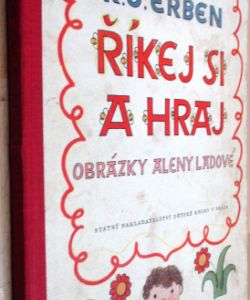 K. J. ERBEN
ŘÍKEJ SI
A HRAJ
OBRÁZKY ALENY LADOVÉ
STÁTNÍ NAKLADATELSTVÍ DĚTSKÉ KNIHY V PRAZE